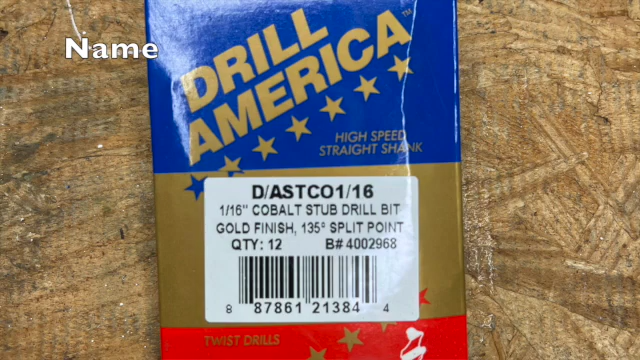 Name
DRILL
AMERICA™
HIGH SPEED
STRAIGHT SHANK
D/ASTCO1/16
1/16" COBALT STUB DRILL BIT
GOLD FINISH, 135° SPLIT POINT
QTY: 12 B# 4002968
8 87861 21384 4
TWIST DRILLS